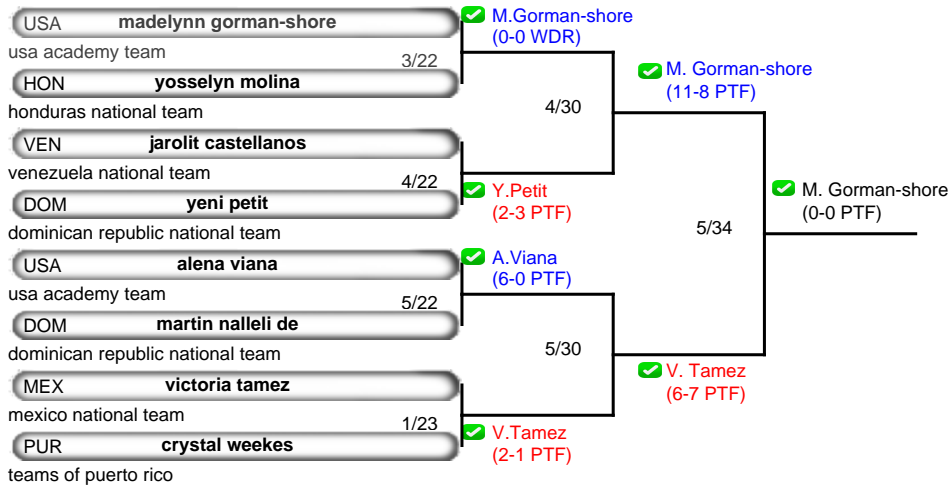 USA madelynn gorman-shore
usa academy team
3/22
HON yosselyn molina
honduras national team
VEN jarolit castellanos
venezuela national team
4/22
DOM yeni petit
dominican republic national team
USA alena viana
usa academy team
5/22
DOM martin nalleli de
dominican republic national team
MEX victoria tamez
mexico national team
1/23
PUR crystal weekes
teams of puerto rico
M.Gorman-shore
(0-0 WDR)
4/30
Y.Petit
(2-3 PTF)
A.Viana
(6-0 PTF)
5/30
V.Tamez
(2-1 PTF)
M. Gorman-shore
(11-8 PTF)
5/34
V. Tamez
(6-7 PTF)
M. Gorman-shore
(0-0 PTF)